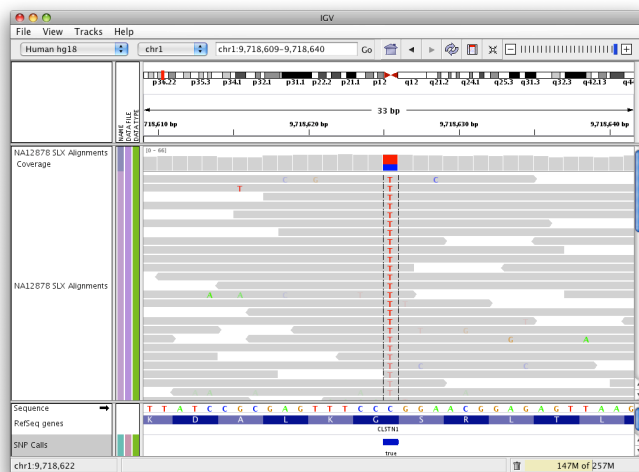 IGV
File View Tracks Help
Human hg18 chr1 chr1:9,718,609-9,718,640 Go
p36.22 p35.3 p34.1 p32.1 p31.1 p22.2 p21.1 p12 q12 q21.2 q24.1 q25.3 q31.3 q32.1 q42.13 q4
33 bp
9,718,620 bp 9,718,630 bp 9,718,640 bp
NAME
DATA FILE
DATA TYPE
NA12878 SLX Alignments
Coverage
[0 - 66]
C G T C
T
T
T
T
T
T
T
T
T
NA12878 SLX Alignments
A A C T
T
G A
C C
Sequence
T T A T C C G C G A G T T T C C C G G A A C G G A G A G T T A A G
RefSeq genes
K D A L K G S R L T L
CLSTN1
SNP Calls
true
chr1:9,718,622
147M of 257M